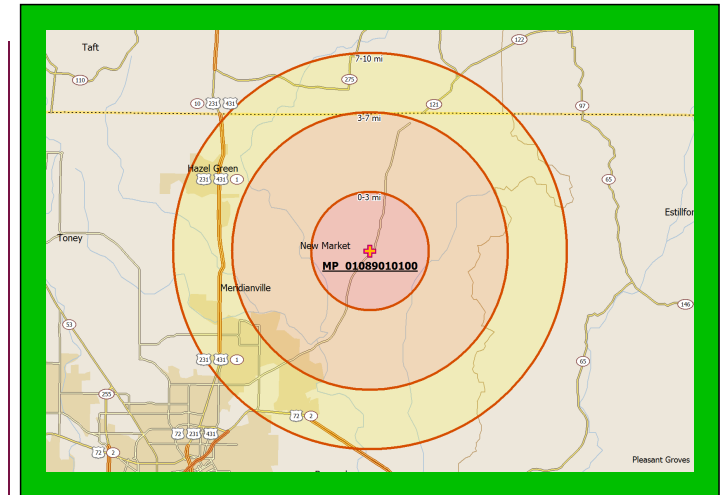 122
Taft
7-10 mi
110
275
97
10 231 431
121
3-7 mi
Hazel Green
231 431 1
65
0-3 mi
Estillfor
Toney
New Market
MP_01089010100
Meridianville
146
53
231 431 1
65
255
72 2
72 231 431
72 2
Pleasant Groves